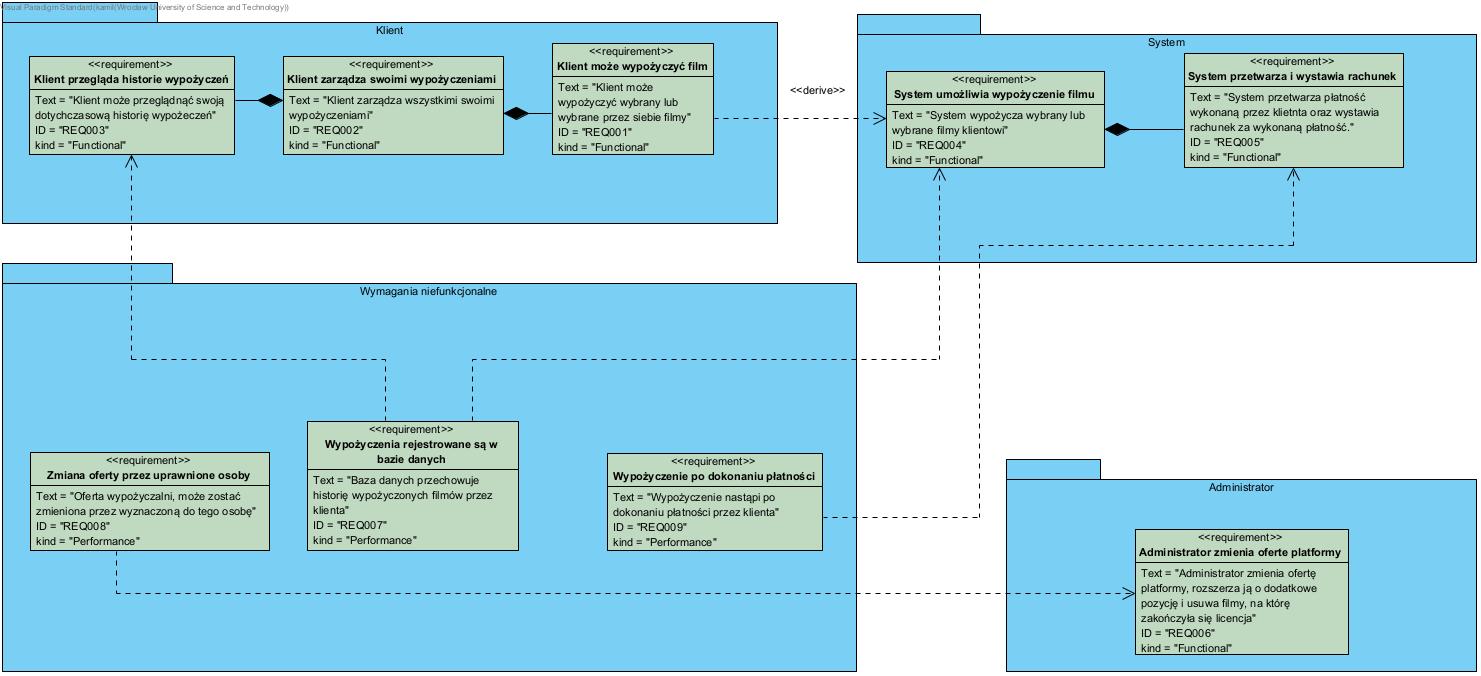 Visual Paradigm Standard(kamil(Wroclaw University of Science and Technology))
Klient
<<requirement>>
Klient przegląda historie wypożyczeń
Text = "Klient może przeglądnąć swoją
dotychczasową historię wypożeczeń"
ID = "REQ003"
kind = "Functional"
<<requirement>>
Klient zarządza swoimi wypożyczeniami
Text = "Klient zarządza wszystkimi swoimi
wypożyczeniami"
ID = "REQ002"
kind = "Functional"
<<requirement>>
Klient może wypożyczyć film
Text = "Klient może
wypożyczyć wybrany lub
wybrane przez siebie filmy"
ID = "REQ001"
kind = "Functional"
<<derive>>
System
<<requirement>>
System umożliwia wypożyczenie filmu
Text = "System wypożycza wybrany lub
wybrane filmy klientowi"
ID = "REQ004"
kind = "Functional"
<<requirement>>
System przetwarza i wystawia rachunek
Text = "System przetwarza płatność
wykonaną przez klietnta oraz wystawia
rachunek za wykonaną płatność."
ID = "REQ005"
kind = "Functional"
Wymagania niefunkcjonalne
<<requirement>>
Zmiana oferty przez uprawnione osoby
Text = "Oferta wypożyczalni, może zostać
zmieniona przez wyznaczoną do tego osobę"
ID = "REQ008"
kind = "Performance"
<<requirement>>
Wypożyczenia rejestrowane są w
bazie danych
Text = "Baza danych przechowuje
historię wypożyczonych filmów przez
klienta"
ID = "REQ007"
kind = "Performance"
<<requirement>>
Wypożyczenie po dokonaniu płatności
Text = "Wypożyczenie nastąpi po
dokonaniu płatności przez klienta"
ID = "REQ009"
kind = "Performance"
Administrator
<<requirement>>
Administrator zmienia oferte platformy
Text = "Administrator zmienia ofertę
platformy, rozszerza ją o dodatkowe
pozycję i usuwa filmy, na którę
zakończyła się licencja"
ID = "REQ006"
kind = "Functional"